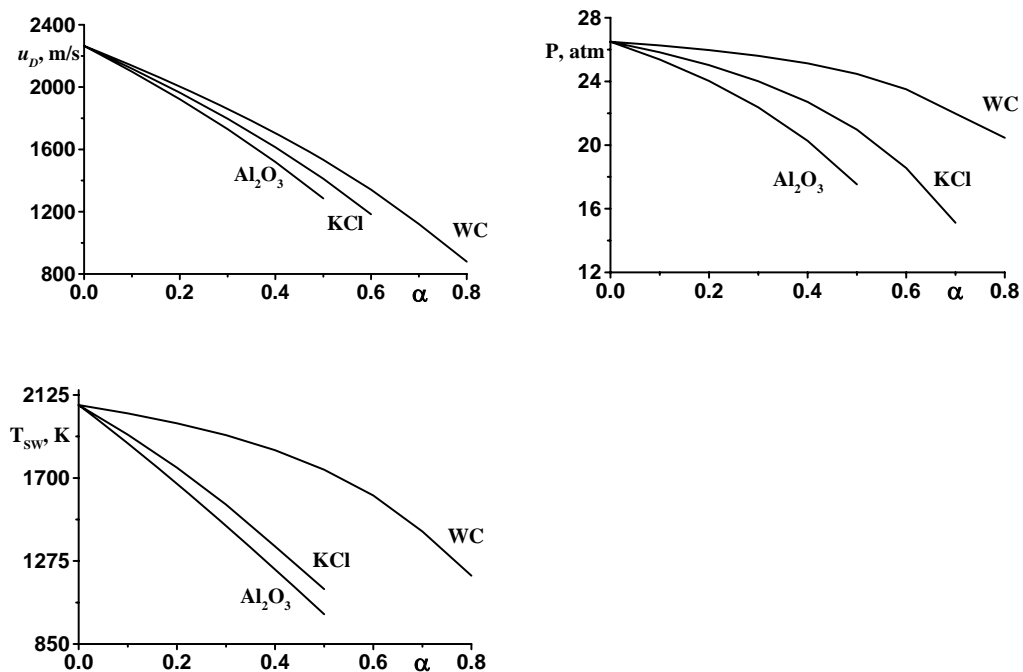 2400
u_D, m/s
2000
1600
1200
800
Al₂O₃
KCl
WC
0.0 0.2 0.4 0.6 α 0.8
28
P, atm
24
20
16
12
WC
Al₂O₃
KCl
0.0 0.2 0.4 0.6 α 0.8
2125
T_SW, K
1700
1275
850
WC
KCl
Al₂O₃
0.0 0.2 0.4 0.6 α 0.8